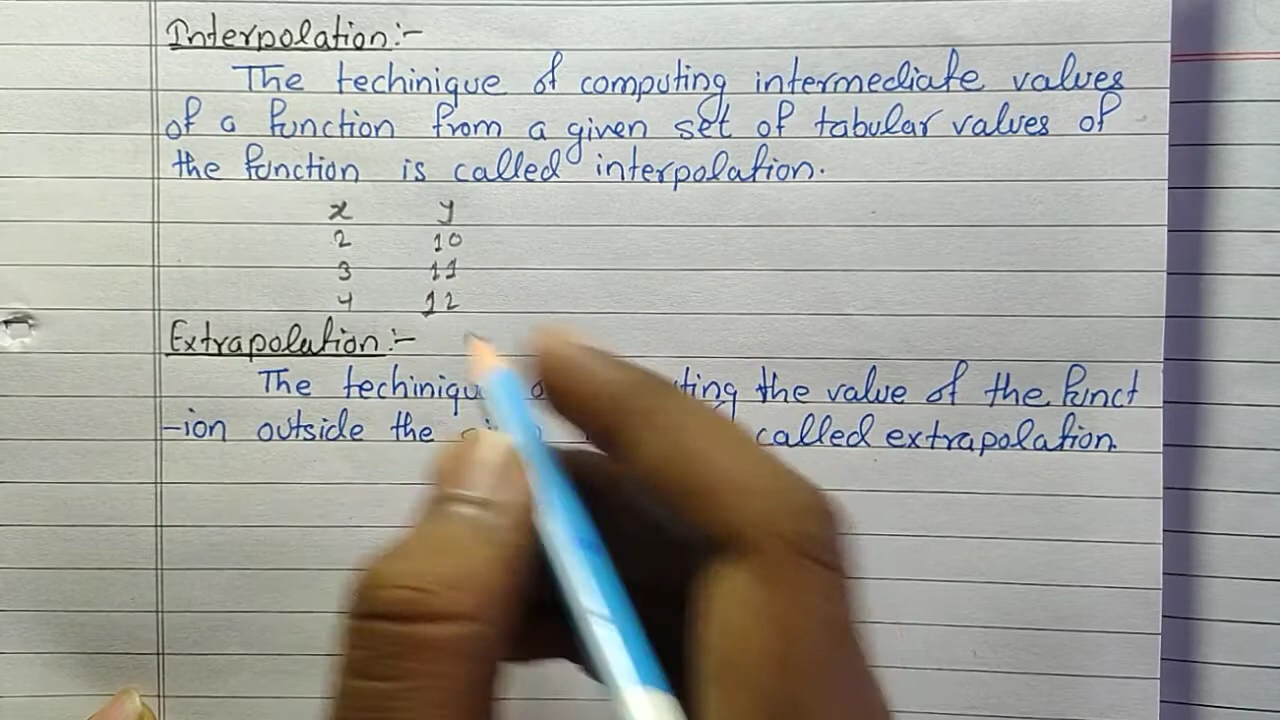 Interpolation:-
The techinique of computing intermediate values
of a function from a given set of tabular values of
the function is called interpolation.
x y
2 10
3 11
4 12
Extrapolation:-
The the value of the funct
-ion outside the called extrapolation.